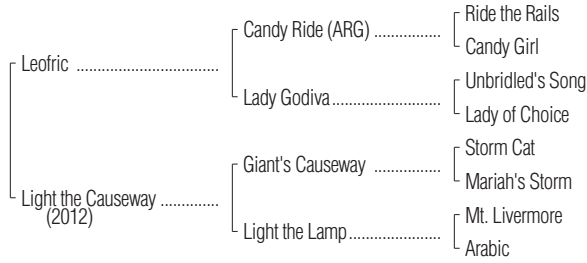 Ride the Rails
Candy Ride (ARG) ................
Candy Girl
Leofric ..................................
Unbridled's Song
Lady Godiva..........................
Lady of Choice
Storm Cat
Giant's Causeway ................
Mariah's Storm
Light the Causeway ..............
(2012)
Mt. Livermore
Light the Lamp......................
Arabic